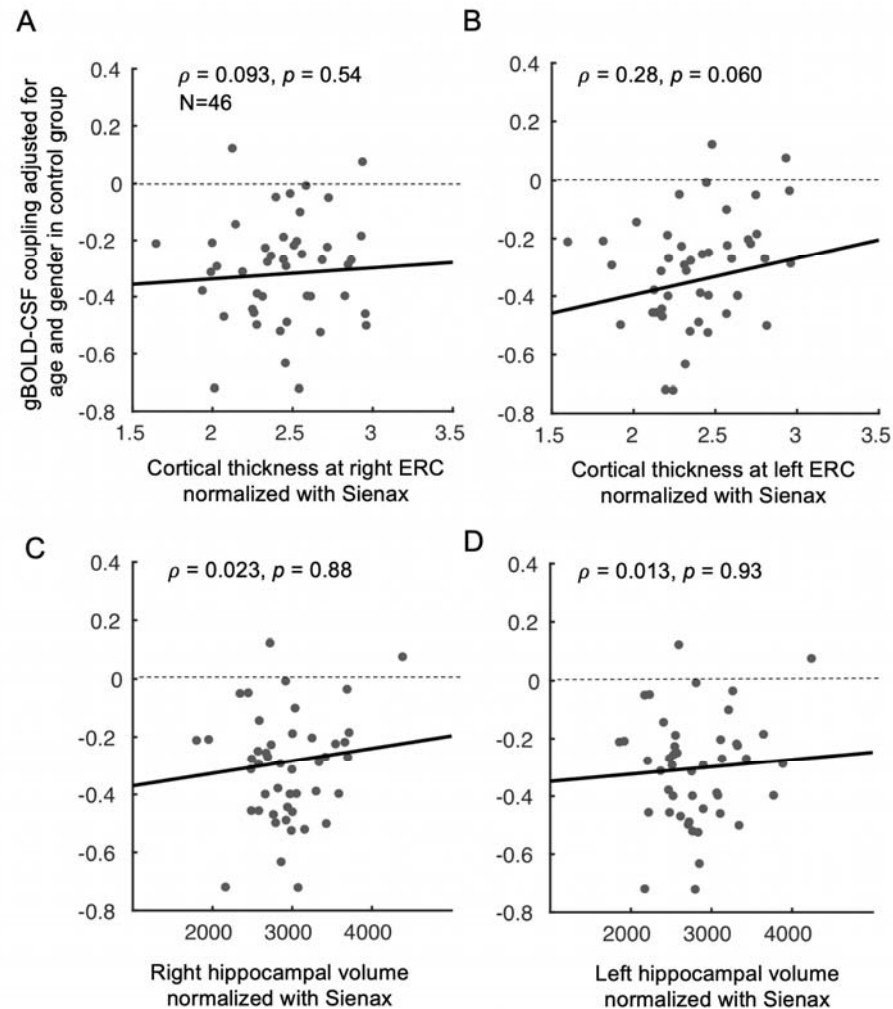 A
gBOLD-CSF coupling adjusted for
age and gender in control group
ρ = 0.093, p = 0.54
N=46
0.4
0.2
0
-0.2
-0.4
-0.6
-0.8
1.5 2 2.5 3 3.5
Cortical thickness at right ERC
normalized with Sienax
B
ρ = 0.28, p = 0.060
0.4
0.2
0
-0.2
-0.4
-0.6
-0.8
1.5 2 2.5 3 3.5
Cortical thickness at left ERC
normalized with Sienax
C
ρ = 0.023, p = 0.88
0.4
0.2
0
-0.2
-0.4
-0.6
-0.8
2000 3000 4000
Right hippocampal volume
normalized with Sienax
D
ρ = 0.013, p = 0.93
0.4
0.2
0
-0.2
-0.4
-0.6
-0.8
2000 3000 4000
Left hippocampal volume
normalized with Sienax